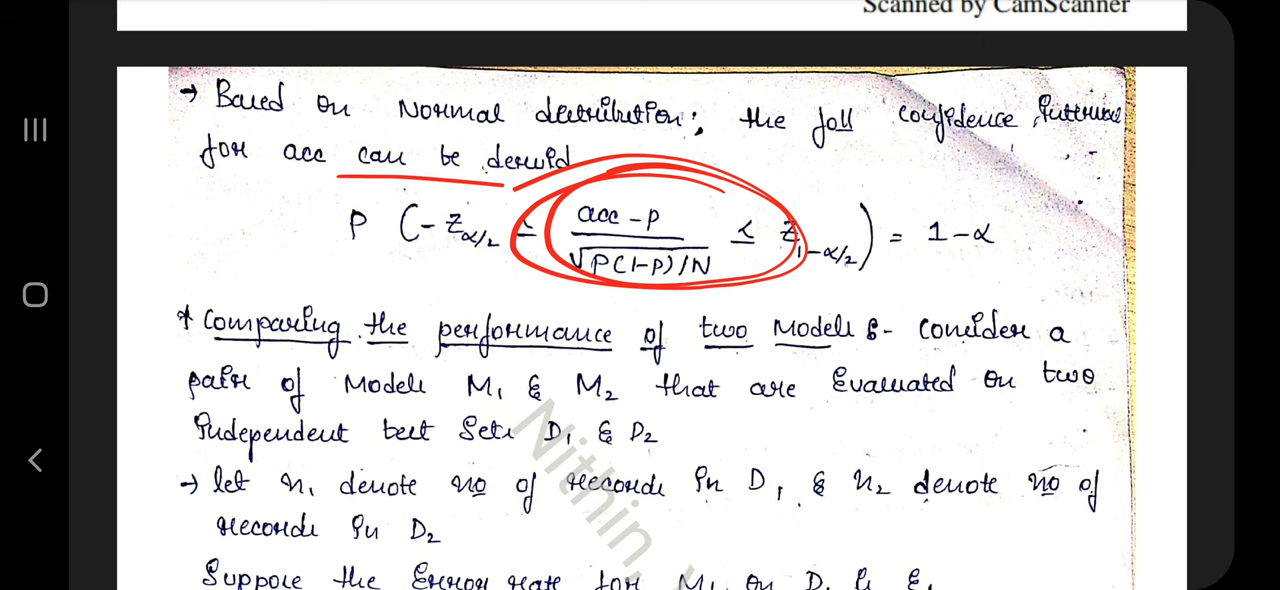 Scanned by CamScanner
→ Based on Normal distribution; the foll confidence interval
for acc can be derived
P (-Z α/2 ≤ acc - P / √P(1-P)/N ≤ Z 1-α/2) = 1-α
* Comparing the performance of two Models :- consider a
pair of Models M1 & M2 that are Evaluated on two
independent test sets D1 & D2
→ let n1 denote no of records in D1 & n2 denote no of
records in D2
Suppose the Error rate for M1 on D1 is E1
Nithin,